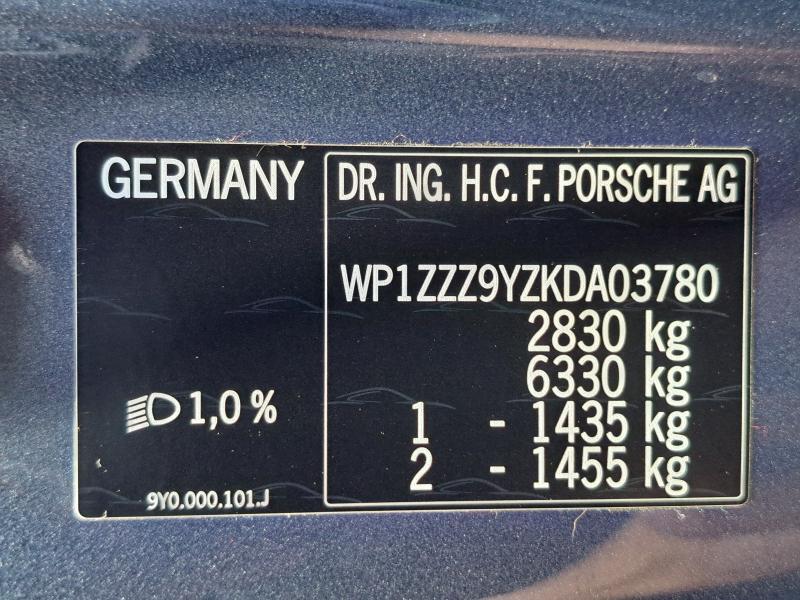 GERMANY
DR. ING. H.C. F. PORSCHE AG
WP1ZZZ9YZKDA03780
2830 kg
6330 kg
1 - 1435 kg
2 - 1455 kg
1,0 %
9Y0.000.101.J